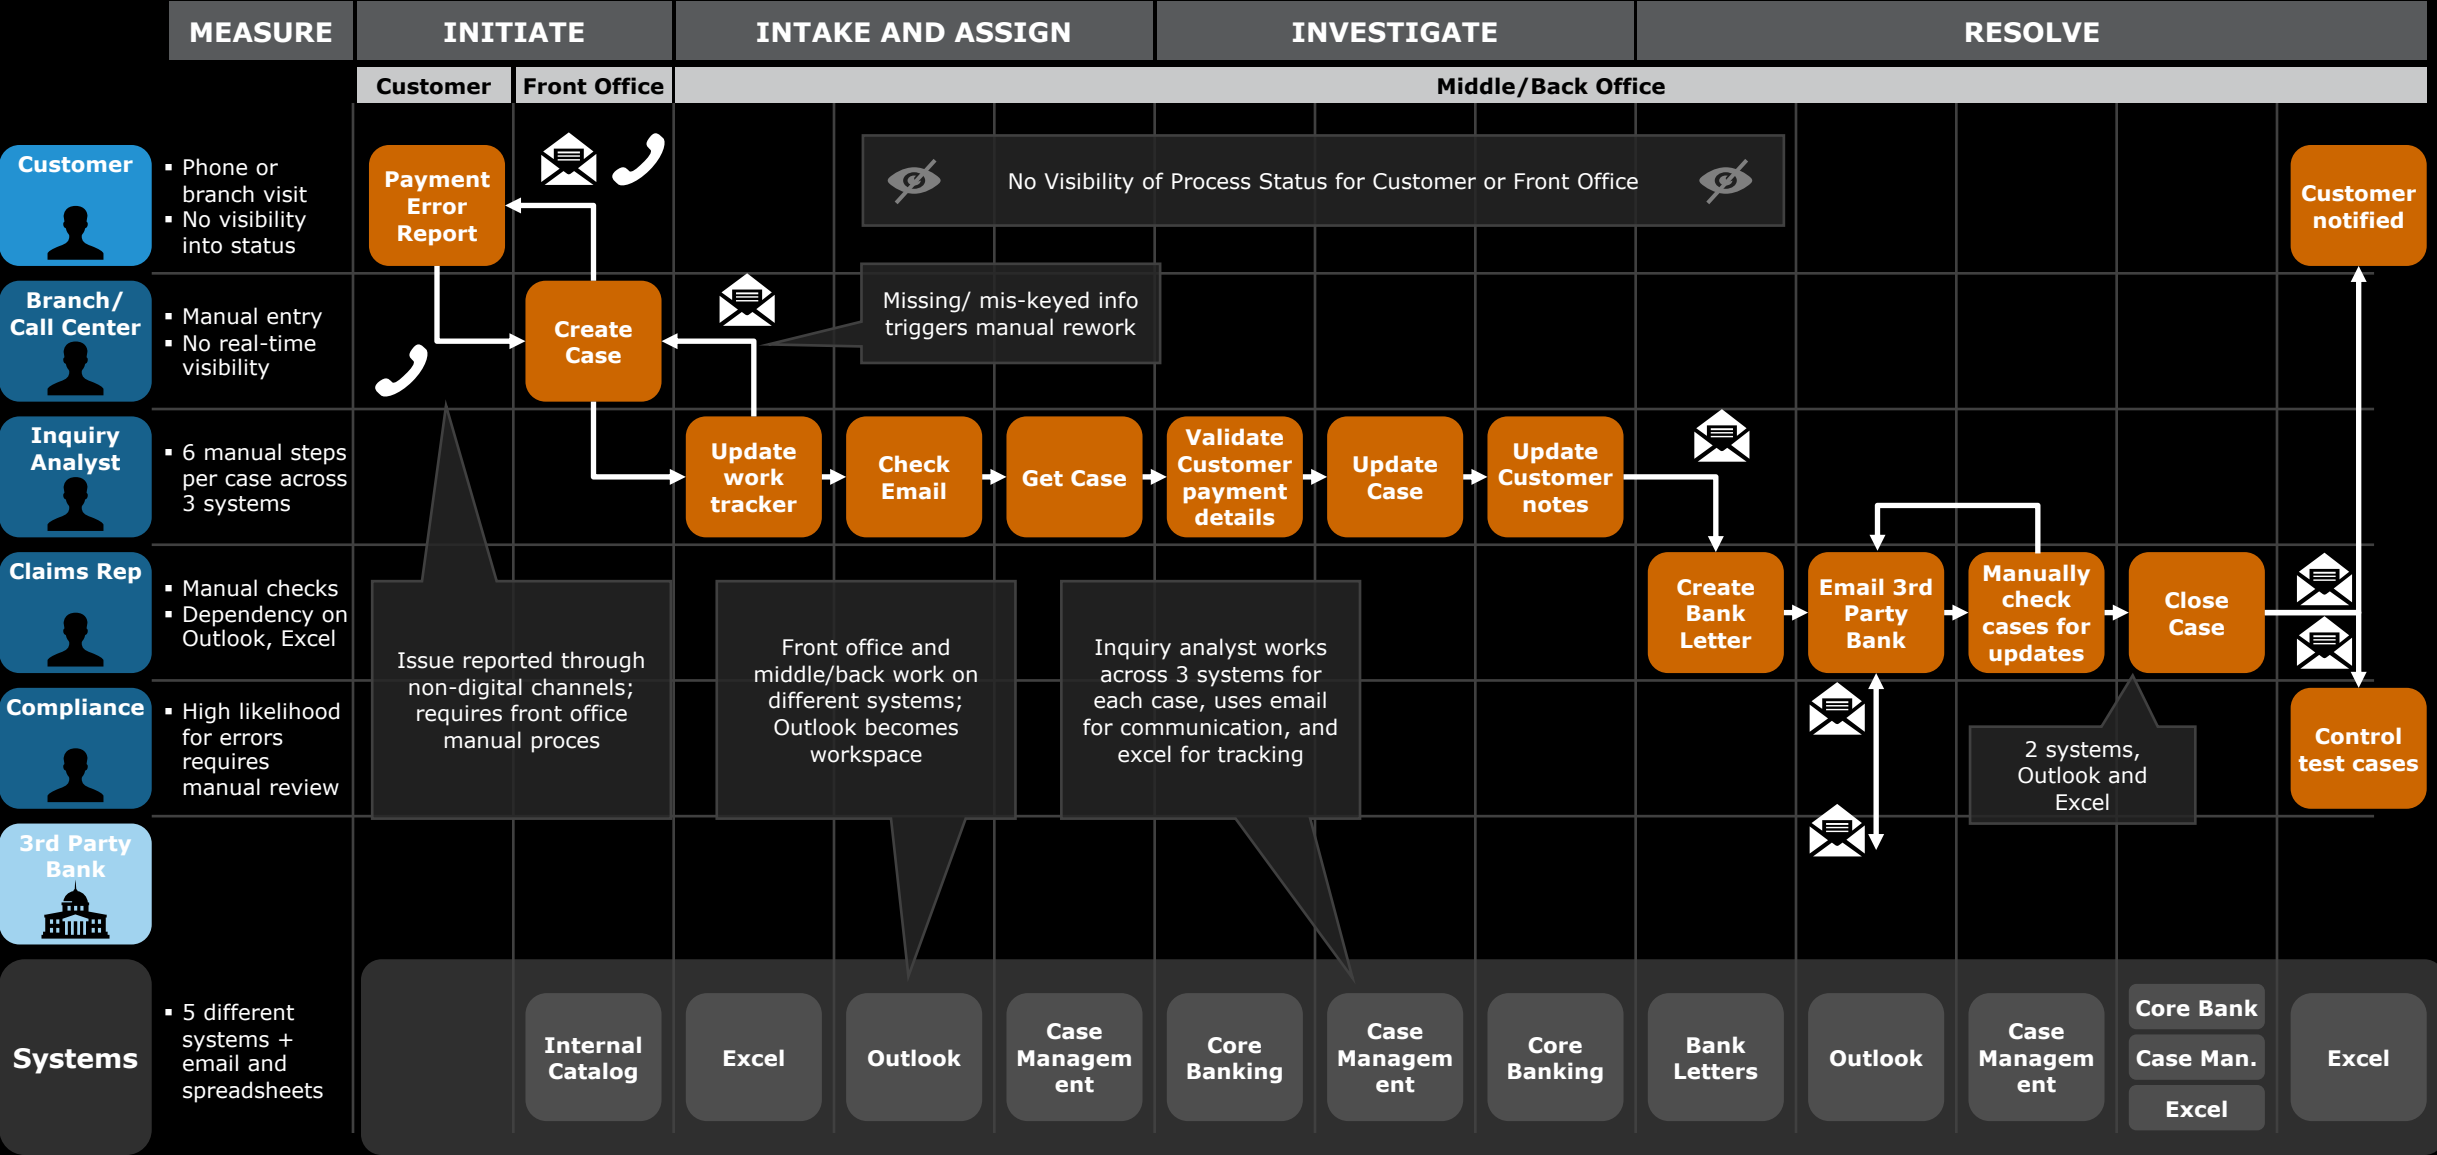 MEASURE
INITIATE
INTAKE AND ASSIGN
INVESTIGATE
RESOLVE
Customer
Front Office
Middle/Back Office
Customer
▪ Phone or
branch visit
▪ No visibility
into status
Payment
Error
Report
No Visibility of Process Status for Customer or Front Office
Customer
notified
Branch/
Call Center
▪ Manual entry
▪ No real-time
visibility
Create
Case
Missing/ mis-keyed info
triggers manual rework
Inquiry
Analyst
▪ 6 manual steps
per case across
3 systems
Update
work
tracker
Check
Email
Get Case
Validate
Customer
payment
details
Update
Case
Update
Customer
notes
Claims Rep
▪ Manual checks
▪ Dependency on
Outlook, Excel
Create
Bank
Letter
Email 3rd
Party
Bank
Manually
check
cases for
updates
Close
Case
Issue reported through
non-digital channels;
requires front office
manual proces
Front office and
middle/back work on
different systems;
Outlook becomes
workspace
Inquiry analyst works
across 3 systems for
each case, uses email
for communication, and
excel for tracking
Compliance
▪ High likelihood
for errors
requires
manual review
2 systems,
Outlook and
Excel
Control
test cases
3rd Party
Bank
Systems
▪ 5 different
systems +
email and
spreadsheets
Internal
Catalog
Excel
Outlook
Case
Managem
ent
Core
Banking
Case
Managem
ent
Core
Banking
Bank
Letters
Outlook
Case
Managem
ent
Core Bank
Case Man.
Excel
Excel